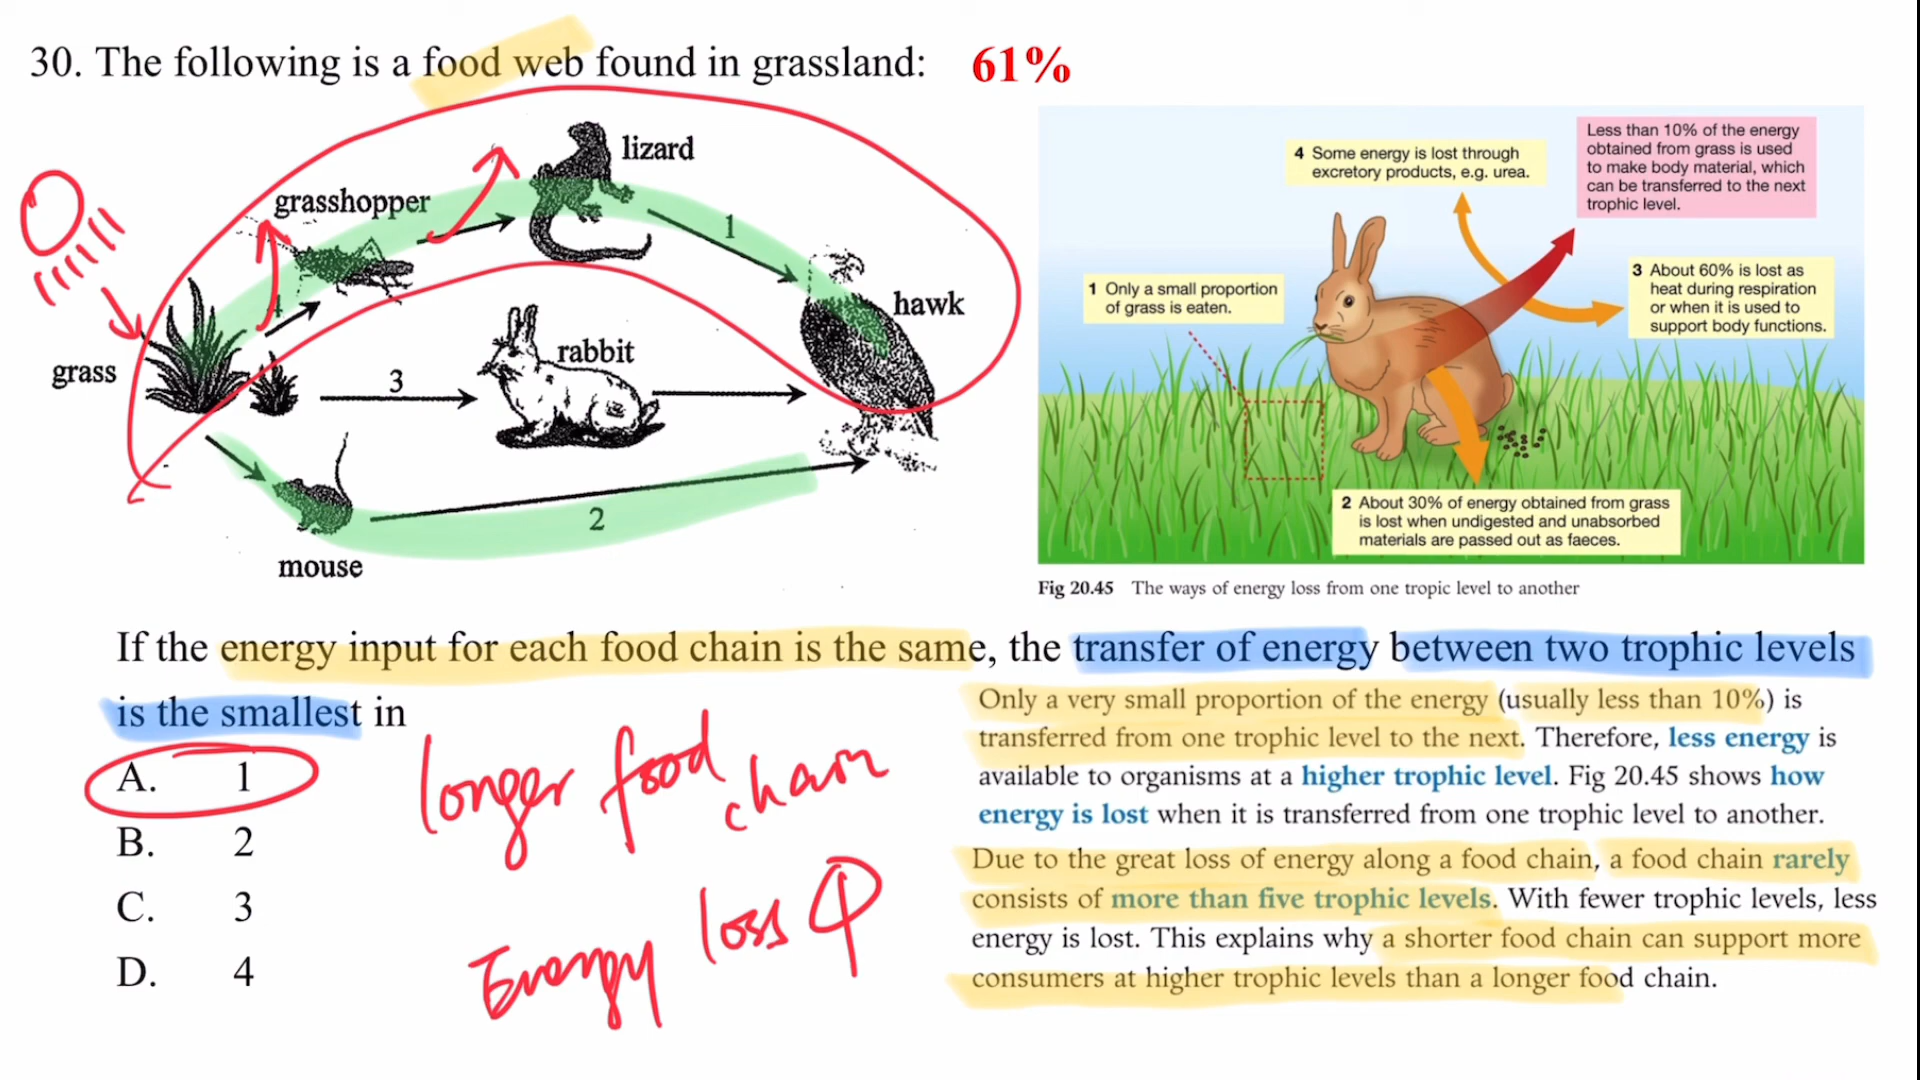 30. The following is a food web found in grassland: 61%
lizard
grasshopper
1
hawk
4
grass
rabbit
3
2
mouse
4 Some energy is lost through
excretory products, e.g. urea.
Less than 10% of the energy
obtained from grass is used
to make body material, which
can be transferred to the next
trophic level.
1 Only a small proportion
of grass is eaten.
3 About 60% is lost as
heat during respiration
or when it is used to
support body functions.
2 About 30% of energy obtained from grass
is lost when undigested and unabsorbed
materials are passed out as faeces.
Fig 20.45 The ways of energy loss from one tropic level to another
If the energy input for each food chain is the same, the transfer of energy between two trophic levels
is the smallest in
A. 1
B. 2
C. 3
D. 4
longer food
chain
Energy loss
Only a very small proportion of the energy (usually less than 10%) is
transferred from one trophic level to the next. Therefore, less energy is
available to organisms at a higher trophic level. Fig 20.45 shows how
energy is lost when it is transferred from one trophic level to another.
Due to the great loss of energy along a food chain, a food chain rarely
consists of more than five trophic levels. With fewer trophic levels, less
energy is lost. This explains why a shorter food chain can support more
consumers at higher trophic levels than a longer food chain.